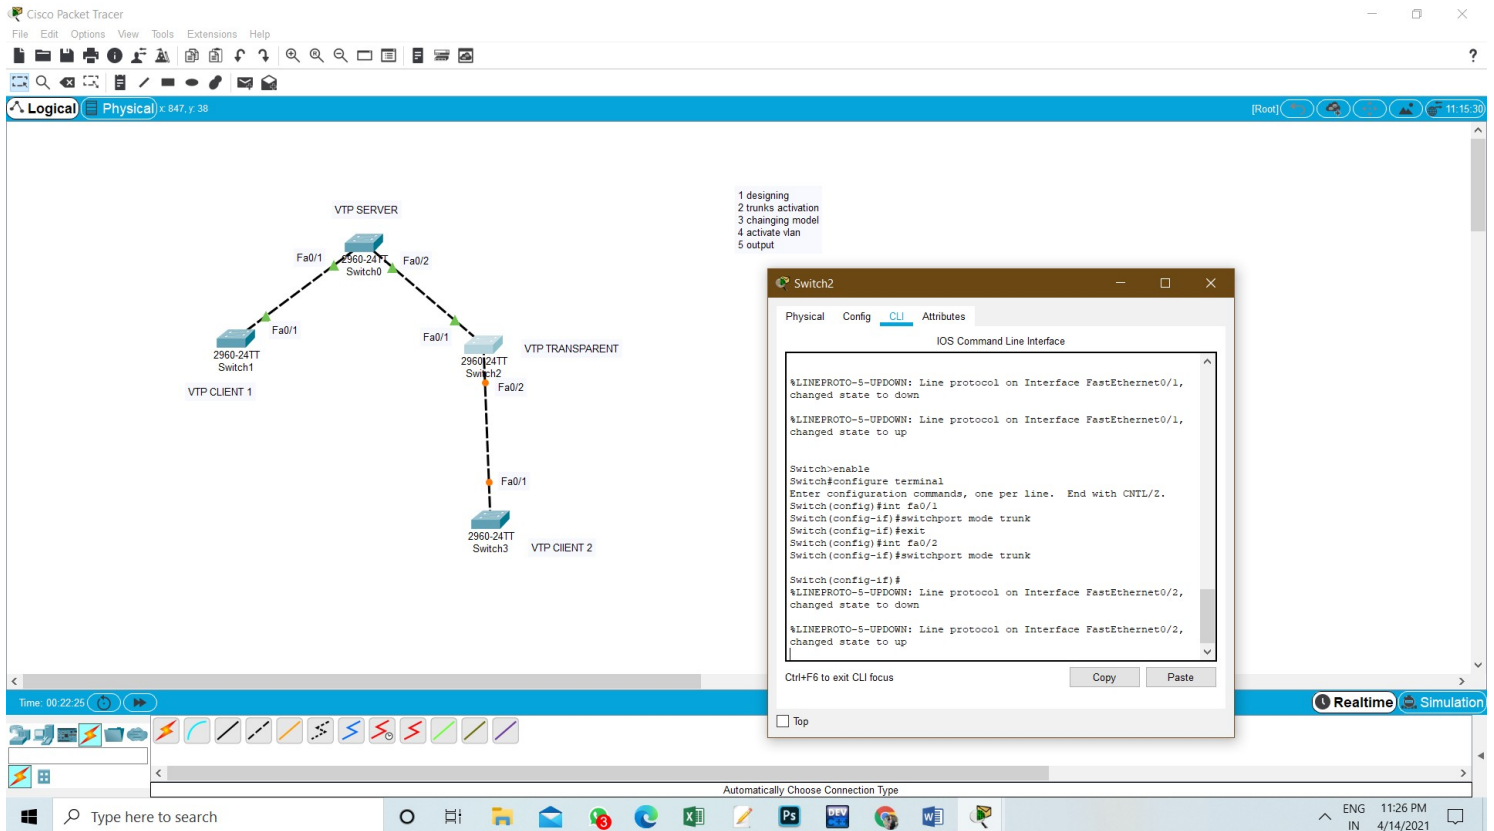 Cisco Packet Tracer
File Edit Options View Tools Extensions Help
?
Logical Physical x: 847, y: 38 [Root] 11:15:30
1 designing
2 trunks activation
3 chainging model
4 activate vlan
5 output
VTP SERVER
Fa0/1
2960-24TT
Switch0
Fa0/2
Fa0/1
2960-24TT
Switch1
VTP CLIENT 1
Fa0/1
2960-24TT
Switch2
VTP TRANSPARENT
Fa0/2
Fa0/1
2960-24TT
Switch3
VTP ClIENT 2
Switch2
Physical Config CLI Attributes
IOS Command Line Interface
%LINEPROTO-5-UPDOWN: Line protocol on Interface FastEthernet0/1,
changed state to down
%LINEPROTO-5-UPDOWN: Line protocol on Interface FastEthernet0/1,
changed state to up
Switch>enable
Switch#configure terminal
Enter configuration commands, one per line. End with CNTL/Z.
Switch(config)#int fa0/1
Switch(config-if)#switchport mode trunk
Switch(config-if)#exit
Switch(config)#int fa0/2
Switch(config-if)#switchport mode trunk
Switch(config-if)#
%LINEPROTO-5-UPDOWN: Line protocol on Interface FastEthernet0/2,
changed state to down
%LINEPROTO-5-UPDOWN: Line protocol on Interface FastEthernet0/2,
changed state to up
Ctrl+F6 to exit CLI focus Copy Paste
Top
Time: 00:22:25 Realtime Simulation
Automatically Choose Connection Type
Type here to search
3
Ps
DEV
ENG 11:26 PM
IN 4/14/2021